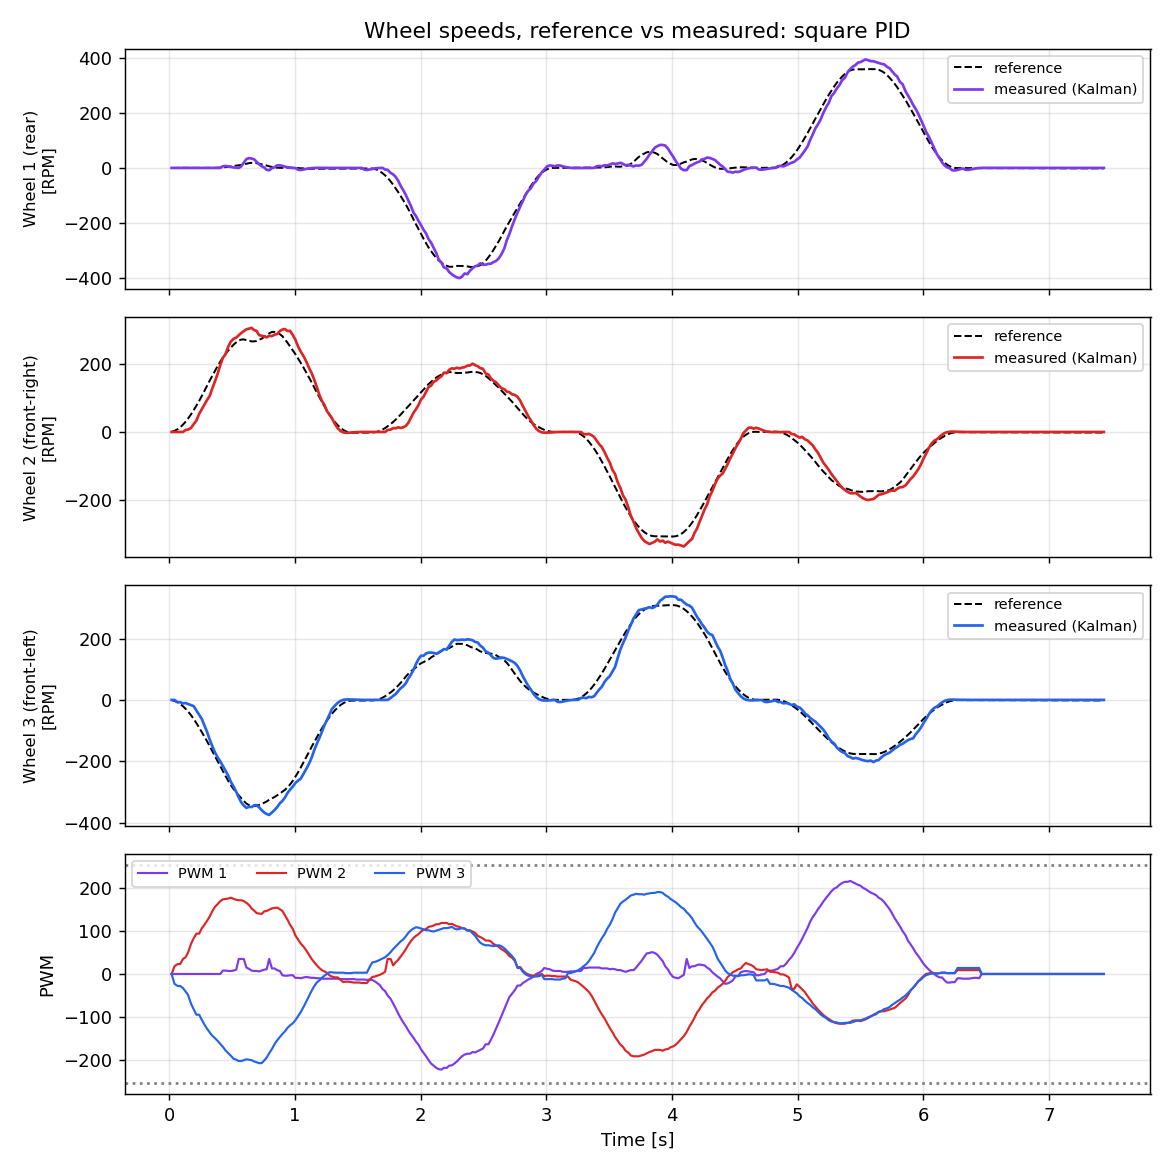 Wheel speeds, reference vs measured: square PID
Wheel 1 (rear)
[RPM]
400
200
0
−200
−400
reference
measured (Kalman)
Wheel 2 (front-right)
[RPM]
200
0
−200
reference
measured (Kalman)
Wheel 3 (front-left)
[RPM]
200
0
−200
−400
reference
measured (Kalman)
PWM
200
100
0
−100
−200
PWM 1 PWM 2 PWM 3
0 1 2 3 4 5 6 7
Time [s]